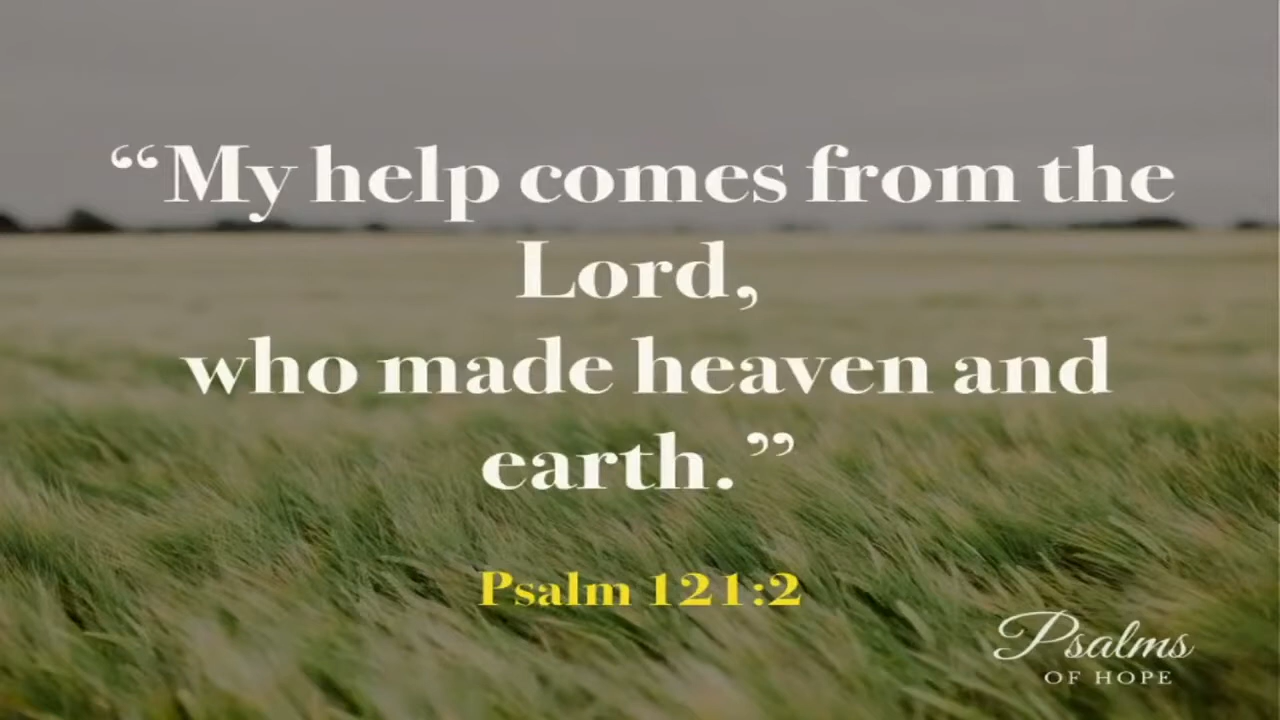 “My help comes from the
Lord,
who made heaven and
earth.”
Psalm 121:2
Psalms
OF HOPE